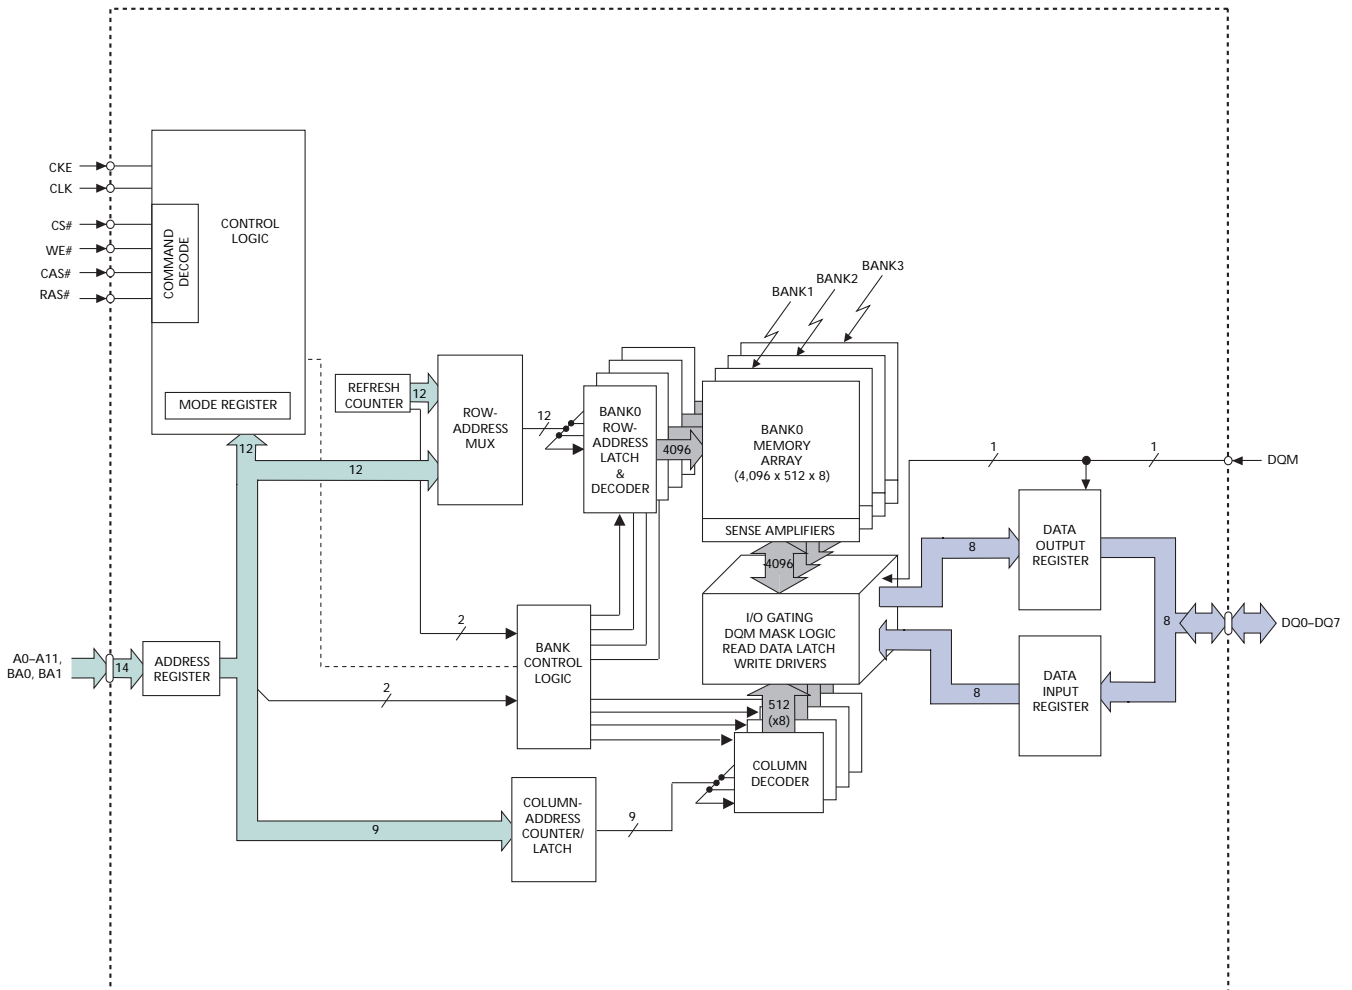 CKE
CLK
CS#
WE#
CAS#
RAS#
COMMAND
DECODE
CONTROL
LOGIC
MODE REGISTER
12
REFRESH
COUNTER
12
12
ROW-
ADDRESS
MUX
12
BANK0
ROW-
ADDRESS
LATCH
&
DECODER
4096
BANK1
BANK2
BANK3
BANK0
MEMORY
ARRAY
(4,096 x 512 x 8)
SENSE AMPLIFIERS
4096
I/O GATING
DQM MASK LOGIC
READ DATA LATCH
WRITE DRIVERS
512
(x8)
COLUMN
DECODER
1
1
DQM
DATA
OUTPUT
REGISTER
8
8
DQ0–DQ7
DATA
INPUT
REGISTER
8
A0–A11,
BA0, BA1
14
ADDRESS
REGISTER
2
2
BANK
CONTROL
LOGIC
9
COLUMN-
ADDRESS
COUNTER/
LATCH
9